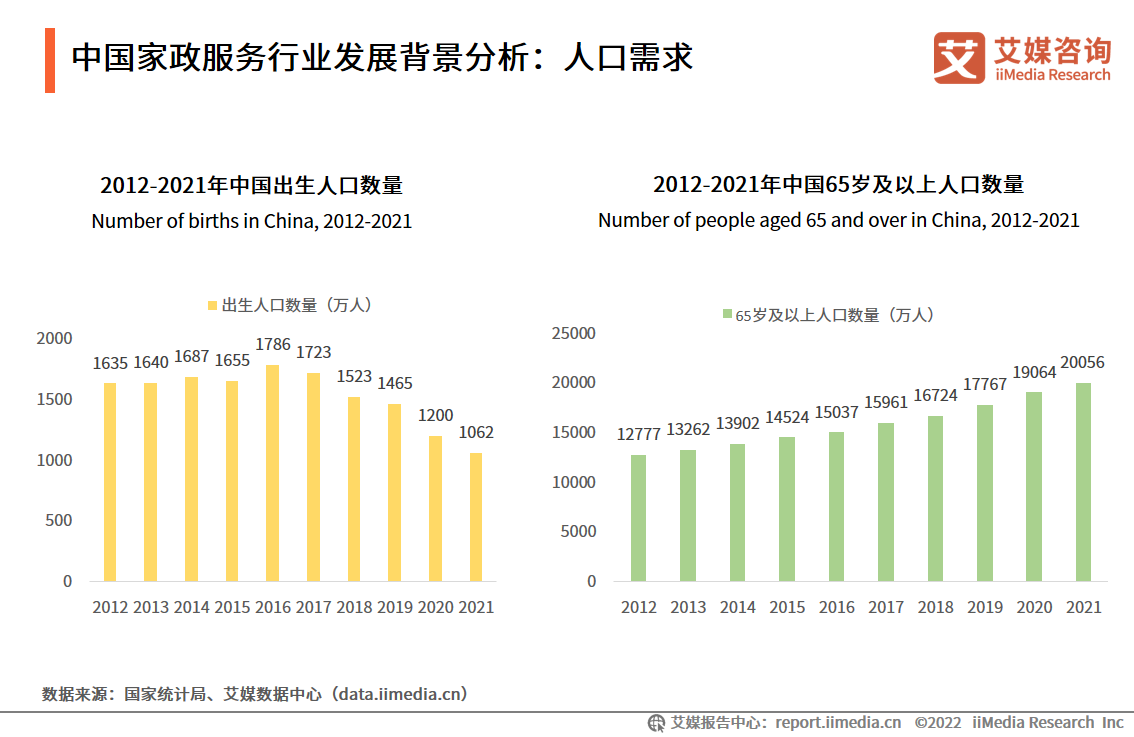 中国家政服务行业发展背景分析：人口需求
艾媒咨询
iiMedia Research
2012-2021年中国出生人口数量
Number of births in China, 2012-2021
出生人口数量（万人）
2000
1500
1000
500
0
1635 1640 1687 1655 1786 1723 1523 1465 1200 1062
2012 2013 2014 2015 2016 2017 2018 2019 2020 2021
2012-2021年中国65岁及以上人口数量
Number of people aged 65 and over in China, 2012-2021
65岁及以上人口数量（万人）
25000
20000
15000
10000
5000
0
12777 13262 13902 14524 15037 15961 16724 17767 19064 20056
2012 2013 2014 2015 2016 2017 2018 2019 2020 2021
数据来源：国家统计局、艾媒数据中心（data.iimedia.cn）
艾媒报告中心：report.iimedia.cn ©2022 iiMedia Research Inc